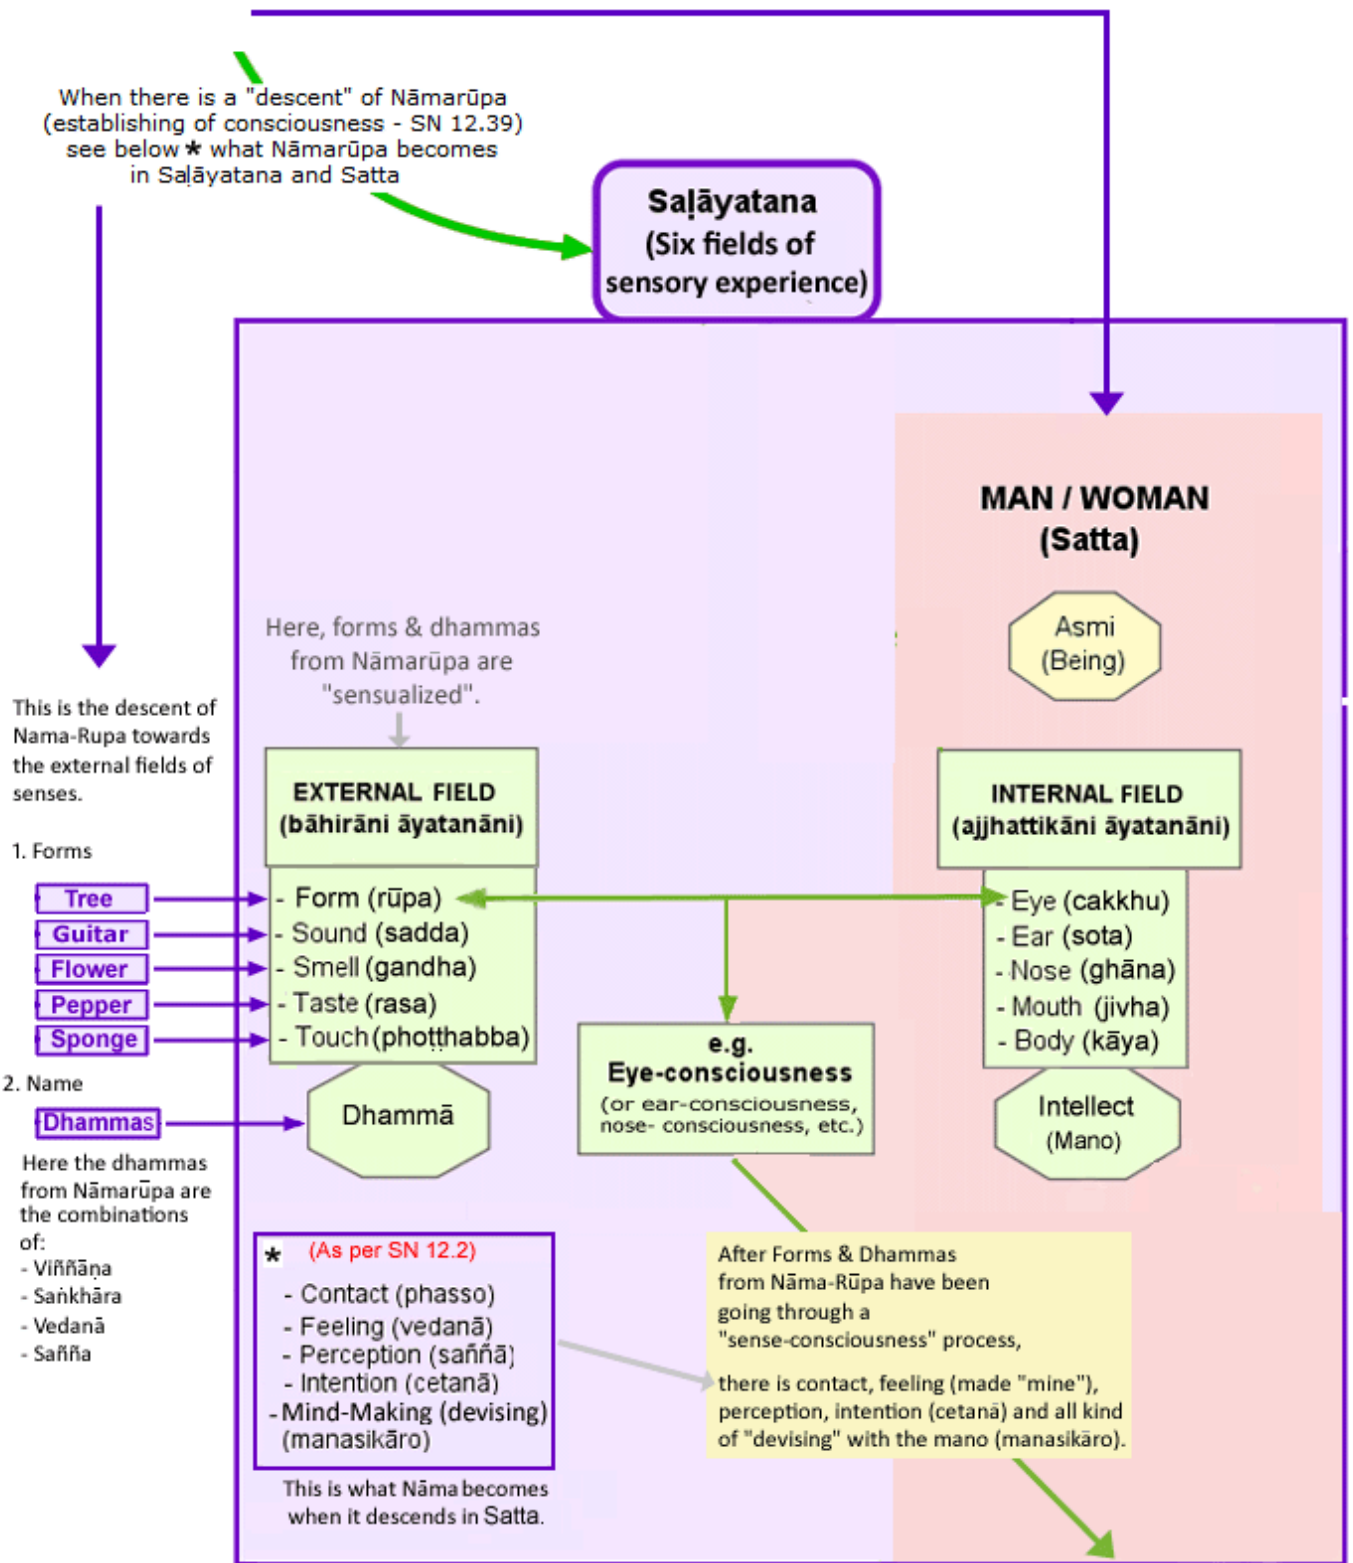 When there is a "descent" of Nāmarūpa
(establishing of consciousness - SN 12.39)
see below * what Nāmarūpa becomes
in Saḷāyatana and Satta
Saḷāyatana
(Six fields of
sensory experience)
MAN / WOMAN
(Satta)
Asmi
(Being)
Here, forms & dhammas
from Nāmarūpa are
"sensualized".
This is the descent of
Nama-Rupa towards
the external fields of
senses.
EXTERNAL FIELD
(bāhirāni āyatanāni)
INTERNAL FIELD
(ajjhattikāni āyatanāni)
1. Forms
Tree
Guitar
Flower
Pepper
Sponge
- Form (rūpa)
- Sound (sadda)
- Smell (gandha)
- Taste (rasa)
- Touch (phoṭṭhabba)
- Eye (cakkhu)
- Ear (sota)
- Nose (ghāna)
- Mouth (jivha)
- Body (kāya)
e.g.
Eye-consciousness
(or ear-consciousness,
nose- consciousness, etc.)
2. Name
Dhammas
Dhammā
Intellect
(Mano)
Here the dhammas
from Nāmarūpa are
the combinations
of:
- Viññāṇa
- Saṅkhāra
- Vedanā
- Sañña
* (As per SN 12.2)
- Contact (phasso)
- Feeling (vedanā)
- Perception (saññā)
- Intention (cetanā)
- Mind-Making (devising)
(manasikāro)
This is what Nāma becomes
when it descends in Satta.
After Forms & Dhammas
from Nāma-Rūpa have been
going through a
"sense-consciousness" process,
there is contact, feeling (made "mine"),
perception, intention (cetanā) and all kind
of "devising" with the mano (manasikāro).